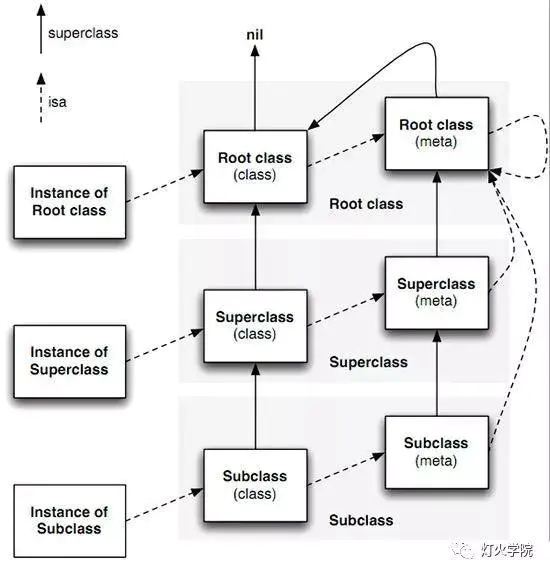 superclass
isa
nil
Root class
(class)
Root class
(meta)
Instance of
Root class
Root class
Superclass
(class)
Superclass
(meta)
Instance of
Superclass
Superclass
Subclass
(class)
Subclass
(meta)
Instance of
Subclass
Subclass
灯火学院